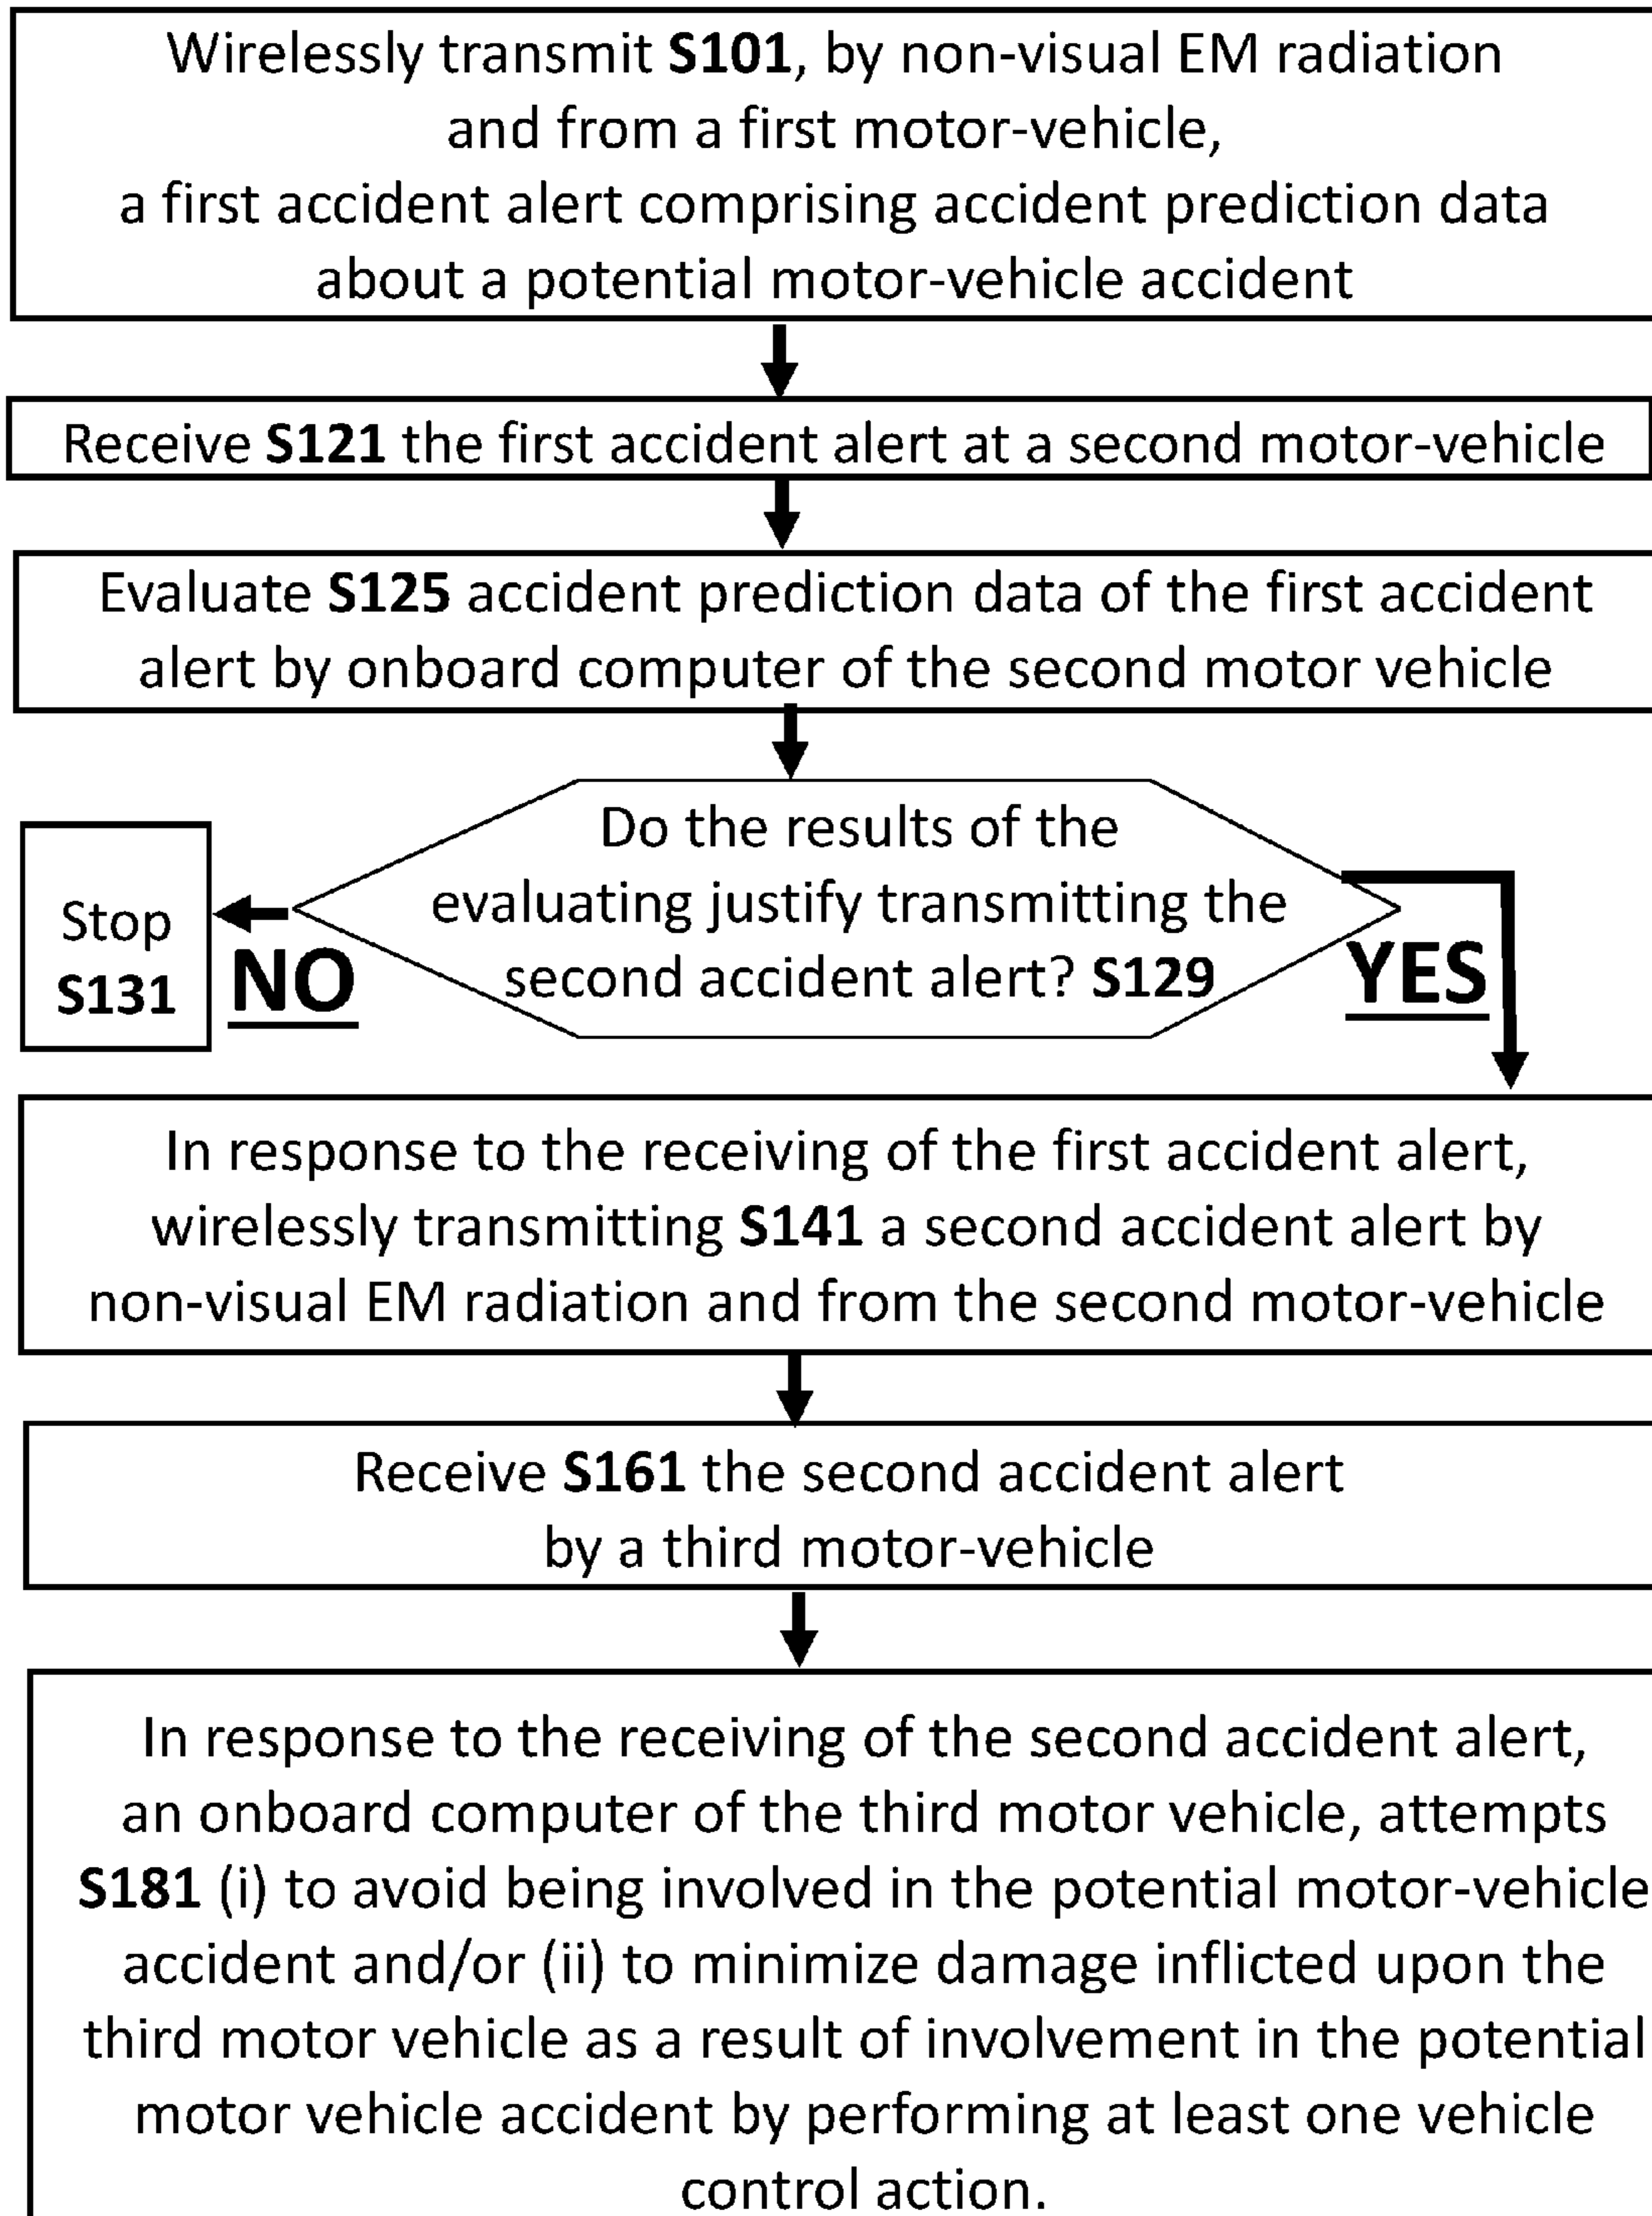 Wirelessly transmit S101, by non-visual EM radiation
and from a first motor-vehicle,
a first accident alert comprising accident prediction data
about a potential motor-vehicle accident
Receive S121 the first accident alert at a second motor-vehicle
Evaluate S125 accident prediction data of the first accident
alert by onboard computer of the second motor vehicle
Do the results of the
evaluating justify transmitting the
second accident alert? S129
Stop
S131
NO
YES
In response to the receiving of the first accident alert,
wirelessly transmitting S141 a second accident alert by
non-visual EM radiation and from the second motor-vehicle
Receive S161 the second accident alert
by a third motor-vehicle
In response to the receiving of the second accident alert,
an onboard computer of the third motor vehicle, attempts
S181 (i) to avoid being involved in the potential motor-vehicle
accident and/or (ii) to minimize damage inflicted upon the
third motor vehicle as a result of involvement in the potential
motor vehicle accident by performing at least one vehicle
control action.